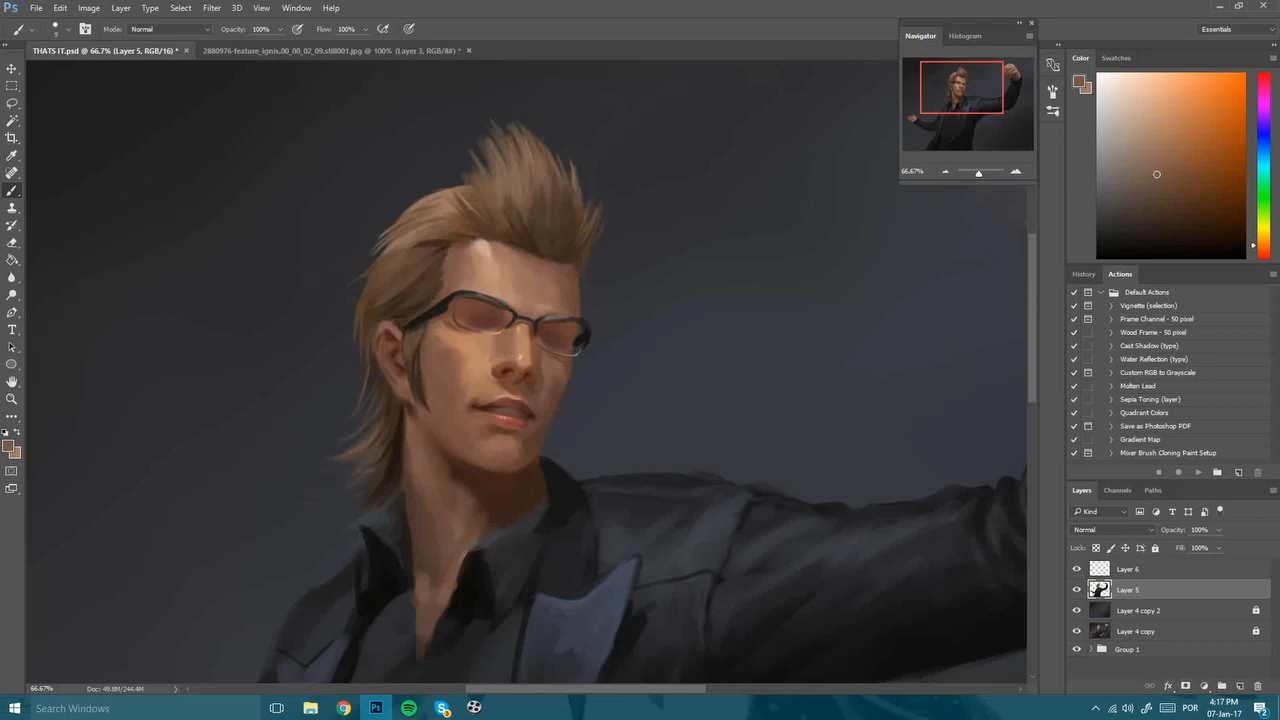 Ps File Edit Image Layer Type Select Filter 3D View Window Help
9 Mode: Normal Opacity: 100% Flow: 100% Essentials
THATS IT.psd @ 66.7% (Layer 5, RGB/16) * × 2880976-feature_ignis.00_00_02_09.still001.jpg @ 100% (Layer 3, RGB/8#) * ×
Navigator Histogram
66.67%
Color Swatches
History Actions
Default Actions
Vignette (selection)
Frame Channel - 50 pixel
Wood Frame - 50 pixel
Cast Shadow (type)
Water Reflection (type)
Custom RGB to Grayscale
Molten Lead
Sepia Toning (layer)
Quadrant Colors
Save as Photoshop PDF
Gradient Map
Mixer Brush Cloning Paint Setup
Layers Channels Paths
Kind
Normal Opacity: 100%
Lock: Fill: 100%
Layer 6
Layer 5
Layer 4 copy 2
Layer 4 copy
Group 1
66.67% Doc: 49.8M/244.4M
Search Windows Ps POR 4:17 PM
07-Jan-17 2